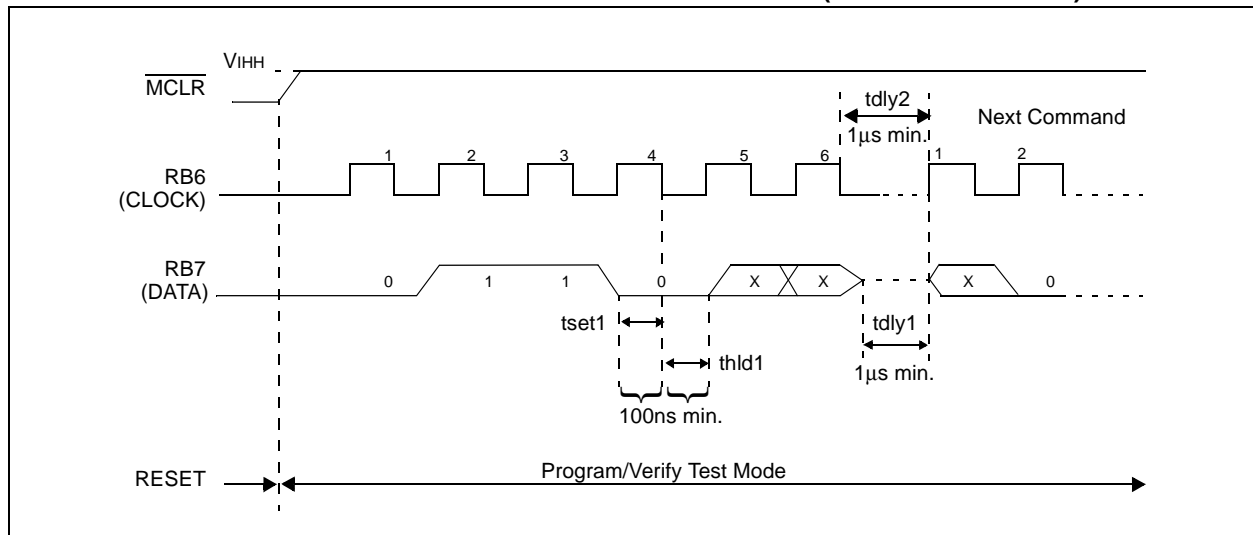 VIHH
MCLR
tdly2
Next Command
1µs min.
1 2 3 4 5 6 1 2
RB6
(CLOCK)
RB7
(DATA)
0 1 1 0 X X X 0
tset1
thld1
tdly1
1µs min.
100ns min.
RESET
Program/Verify Test Mode